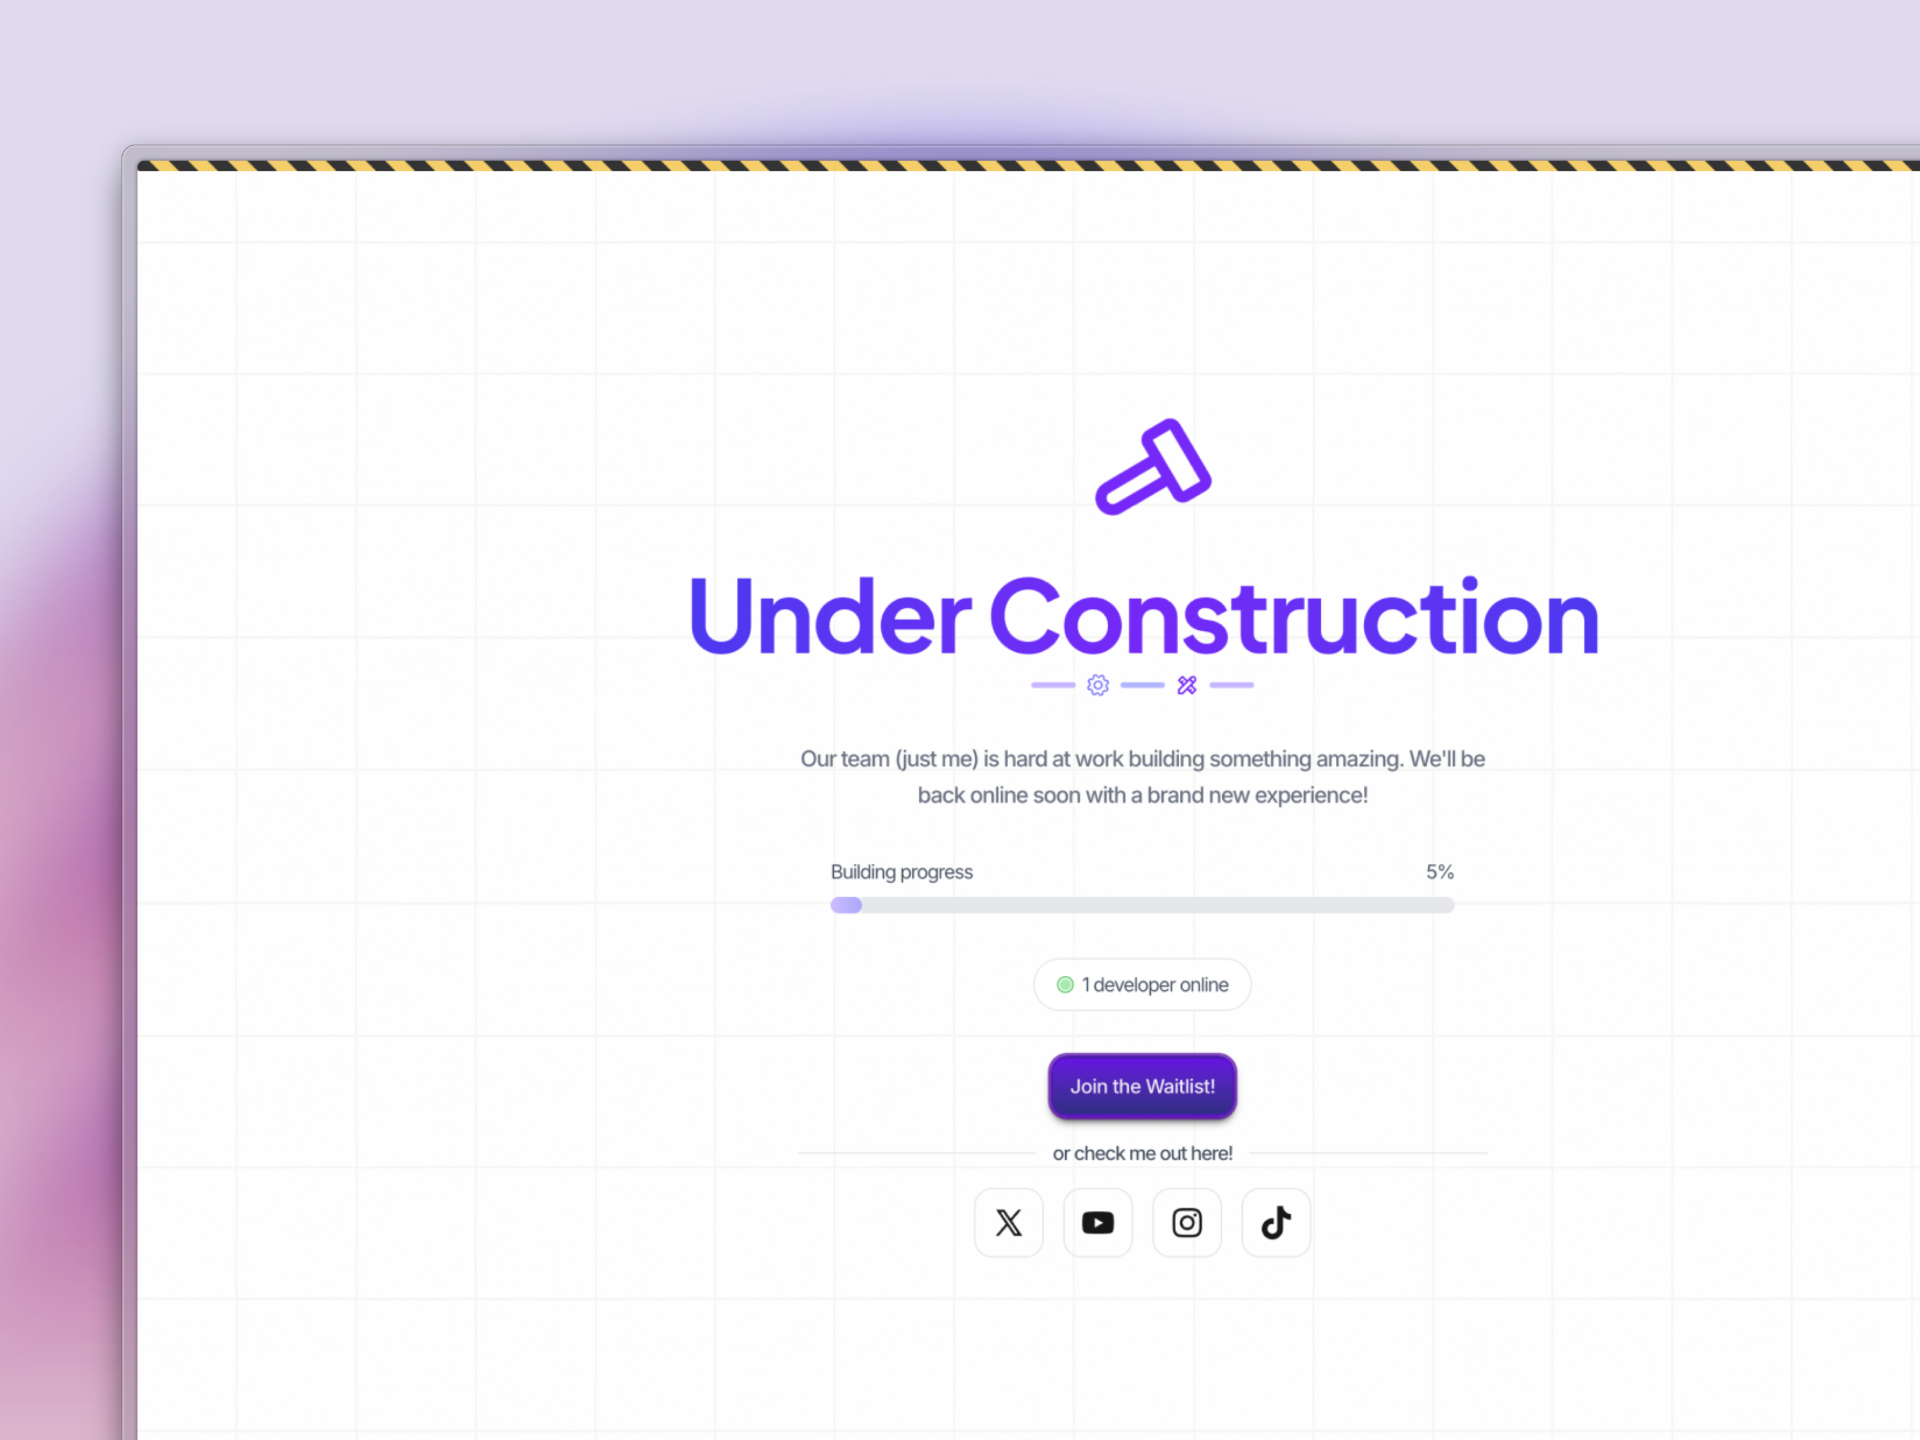 Under Construction
Our team (just me) is hard at work building something amazing. We'll be
back online soon with a brand new experience!
Building progress 5%
1 developer online
Join the Waitlist!
or check me out here!